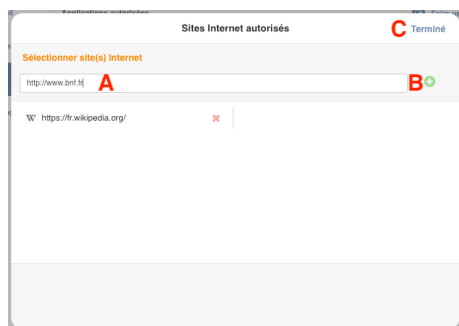 Applications autorisées
Sites Internet autorisés
C Terminé
Sélectionner site(s) Internet
http://www.bnf.fr A B
W https://fr.wikipedia.org/